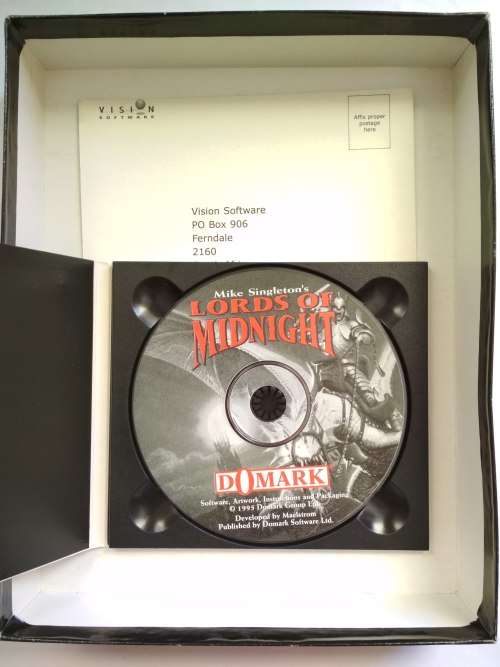 VISION
SOFTWARE
Affix proper
postage
here
Vision Software
PO Box 906
Ferndale
2160
Mike Singleton's
LORDS OF
MIDNIGHT
DOMARK
Software, Artwork, Instructions and Packaging
© 1995 Domark Group Ltd.
Developed by Maelstrom
Published by Domark Software Ltd.